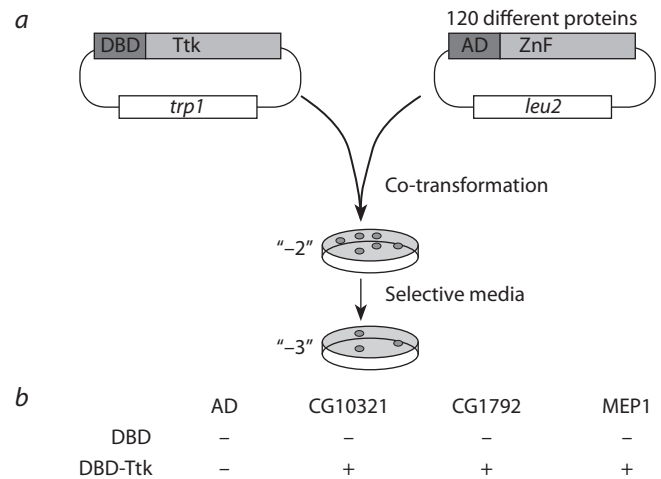 a
120 different proteins
DBD Ttk
AD ZnF
trp1
leu2
Co-transformation
“–2”
Selective media
“–3”
b
AD CG10321 CG1792 MEP1
DBD – – – –
DBD-Ttk – + + +